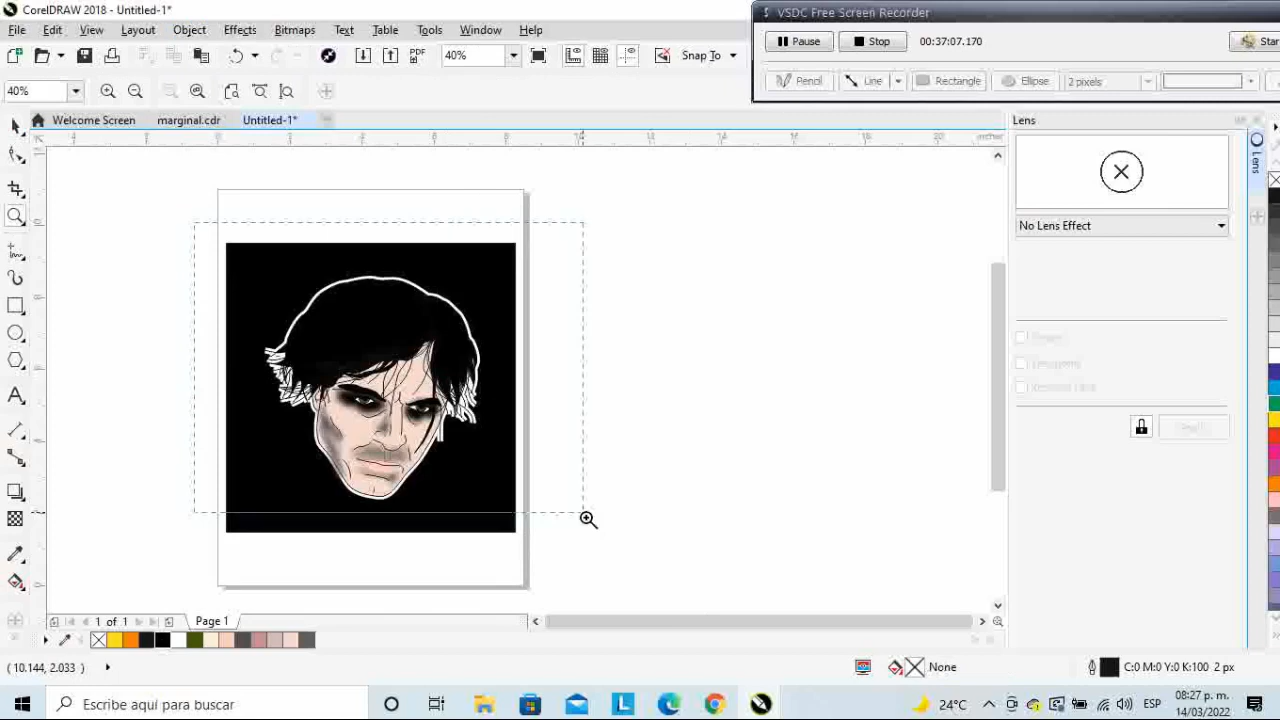 CorelDRAW 2018 - Untitled-1*
VSDC Free Screen Recorder
File Edit View Layout Object Effects Bitmaps Text Table Tools Window Help
Pause Stop 00:37:07.170
40% Snap To
PDF
Pencil Line Rectangle Ellipse 2 pixels
40%
Welcome Screen marginal.cdr Untitled-1*
Lens
Lens
No Lens Effect
1 of 1 Page 1
(10.144, 2.033 ) None C:0 M:0 Y:0 K:100 2 px
Escribe aquí para buscar
24°C ESP
08:27 p. m.
14/03/2022